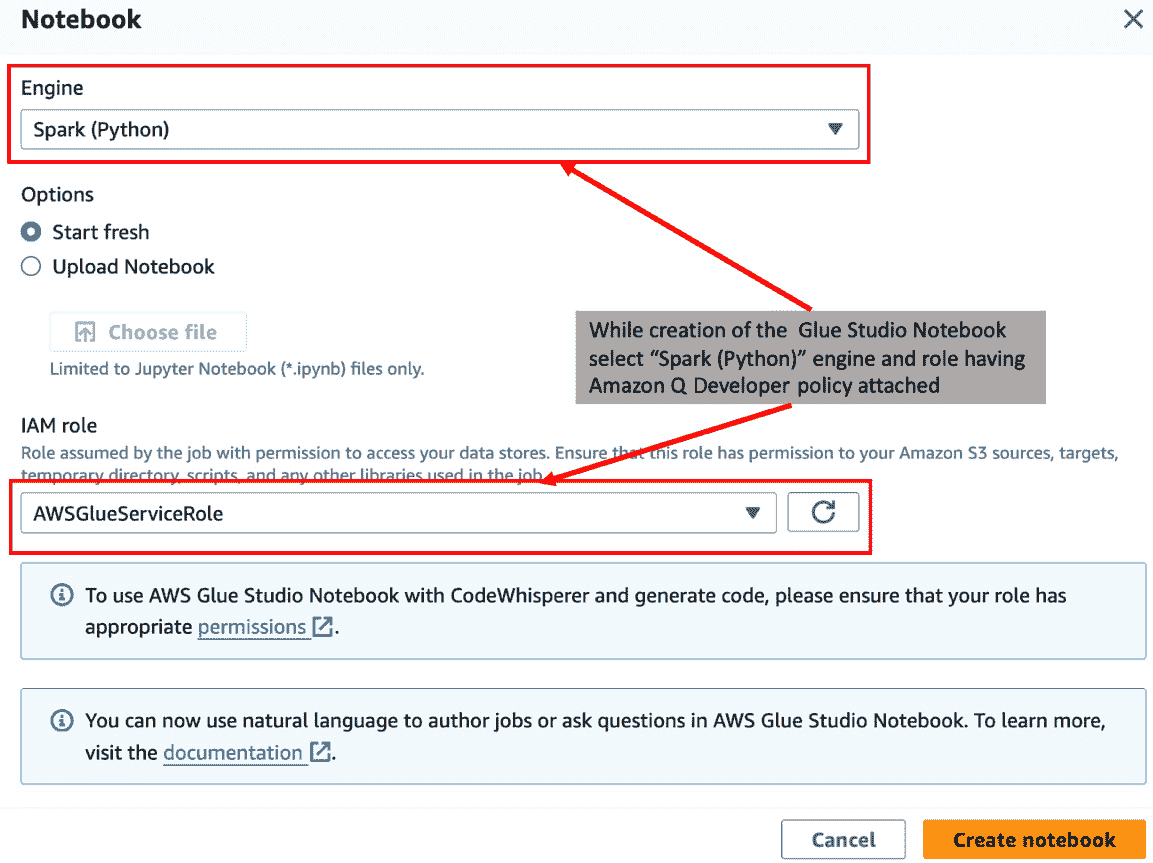 Notebook
Engine
Spark (Python)
Options
Start fresh
Upload Notebook
Choose file
Limited to Jupyter Notebook (*.ipynb) files only.
While creation of the Glue Studio Notebook
select “Spark (Python)” engine and role having
Amazon Q Developer policy attached
IAM role
Role assumed by the job with permission to access your data stores. Ensure that this role has permission to your Amazon S3 sources, targets,
temporary directory, scripts, and any other libraries used in the job.
AWSGlueServiceRole
To use AWS Glue Studio Notebook with CodeWhisperer and generate code, please ensure that your role has
appropriate permissions.
You can now use natural language to author jobs or ask questions in AWS Glue Studio Notebook. To learn more,
visit the documentation.
Cancel
Create notebook